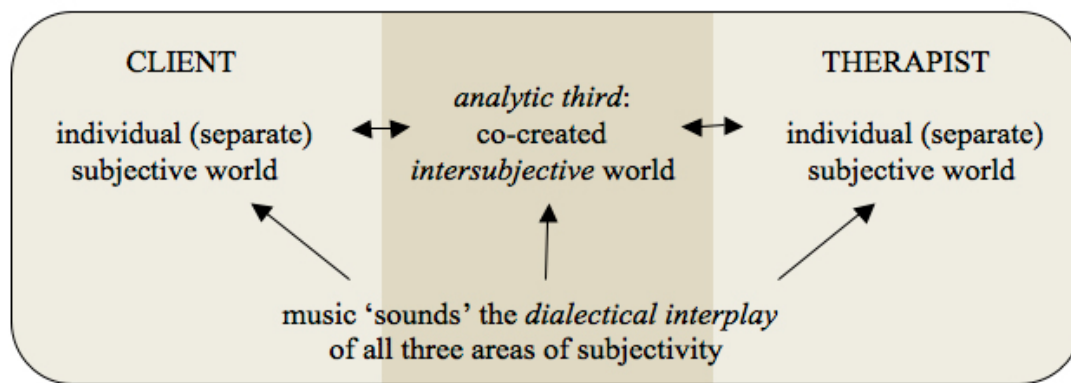 CLIENT
individual (separate)
subjective world
analytic third:
co-created
intersubjective world
THERAPIST
individual (separate)
subjective world
music ‘sounds’ the dialectical interplay
of all three areas of subjectivity